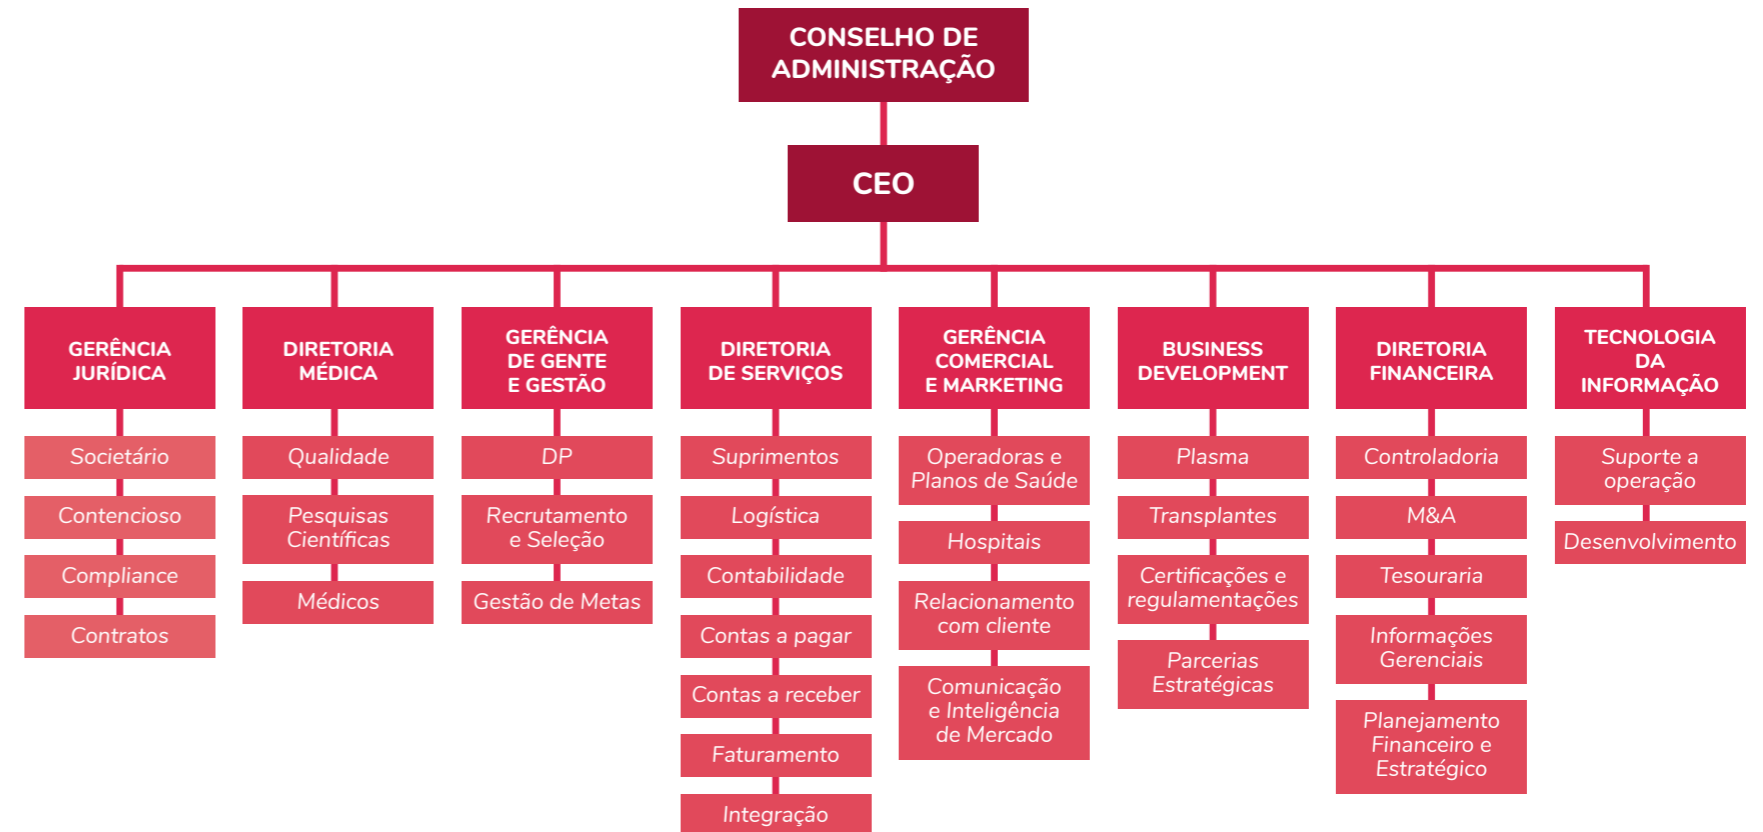 CONSELHO DE
ADMINISTRAÇÃO
CEO
GERÊNCIA
JURÍDICA
Societário
Contencioso
Compliance
Contratos
DIRETORIA
MÉDICA
Qualidade
Pesquisas
Científicas
Médicos
GERÊNCIA
DE GENTE
E GESTÃO
DP
Recrutamento
e Seleção
Gestão de Metas
DIRETORIA
DE SERVIÇOS
Suprimentos
Logística
Contabilidade
Contas a pagar
Contas a receber
Faturamento
Integração
GERÊNCIA
COMERCIAL
E MARKETING
Operadoras e
Planos de Saúde
Hospitais
Relacionamento
com cliente
Comunicação
e Inteligência
de Mercado
BUSINESS
DEVELOPMENT
Plasma
Transplantes
Certificações e
regulamentações
Parcerias
Estratégicas
DIRETORIA
FINANCEIRA
Controladoria
M&A
Tesouraria
Informações
Gerenciais
Planejamento
Financeiro e
Estratégico
TECNOLOGIA
DA
INFORMAÇÃO
Suporte a
operação
Desenvolvimento